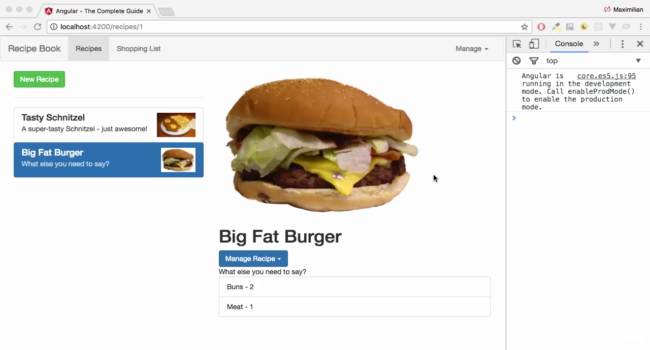 Angular - The Complete Guide
Maximilian
localhost:4200/recipes/1
Recipe Book
Recipes
Shopping List
Manage
New Recipe
Tasty Schnitzel
A super-tasty Schnitzel - just awesome!
Big Fat Burger
What else you need to say?
Big Fat Burger
Manage Recipe
What else you need to say?
Buns - 2
Meat - 1
Console
top
Angular is core.es5.js:95
running in the development
mode. Call enableProdMode()
to enable the production
mode.